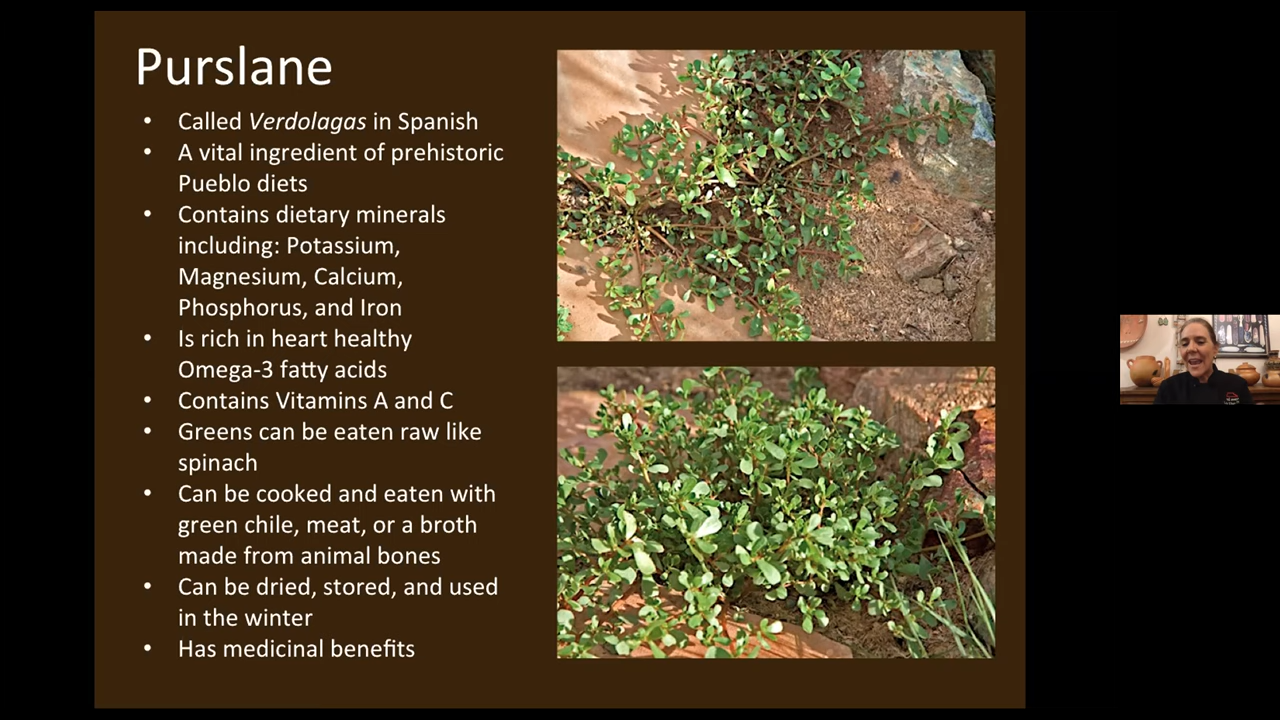 Purslane
• Called Verdolagas in Spanish
• A vital ingredient of prehistoric
Pueblo diets
• Contains dietary minerals
including: Potassium,
Magnesium, Calcium,
Phosphorus, and Iron
• Is rich in heart healthy
Omega-3 fatty acids
• Contains Vitamins A and C
• Greens can be eaten raw like
spinach
• Can be cooked and eaten with
green chile, meat, or a broth
made from animal bones
• Can be dried, stored, and used
in the winter
• Has medicinal benefits